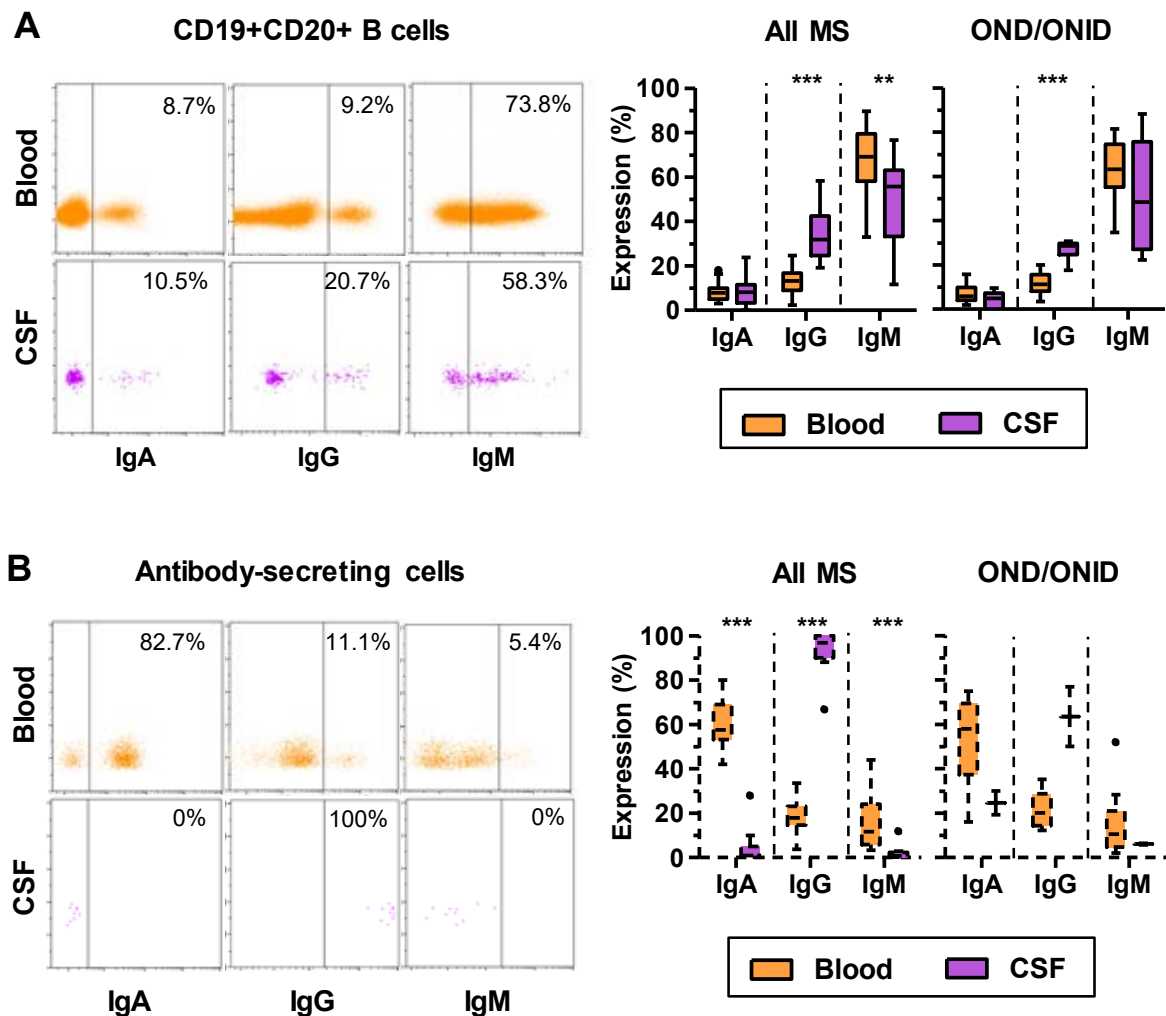 A
CD19+CD20+ B cells
All MS
OND/ONID
Blood
8.7%
9.2%
73.8%
CSF
10.5%
20.7%
58.3%
IgA
IgG
IgM
Expression (%)
100
80
60
40
20
0
***
**
***
IgA
IgG
IgM
IgA
IgG
IgM
Blood
CSF
B
Antibody-secreting cells
All MS
OND/ONID
Blood
82.7%
11.1%
5.4%
CSF
0%
100%
0%
IgA
IgG
IgM
Expression (%)
100
80
60
40
20
0
***
***
***
IgA
IgG
IgM
IgA
IgG
IgM
Blood
CSF